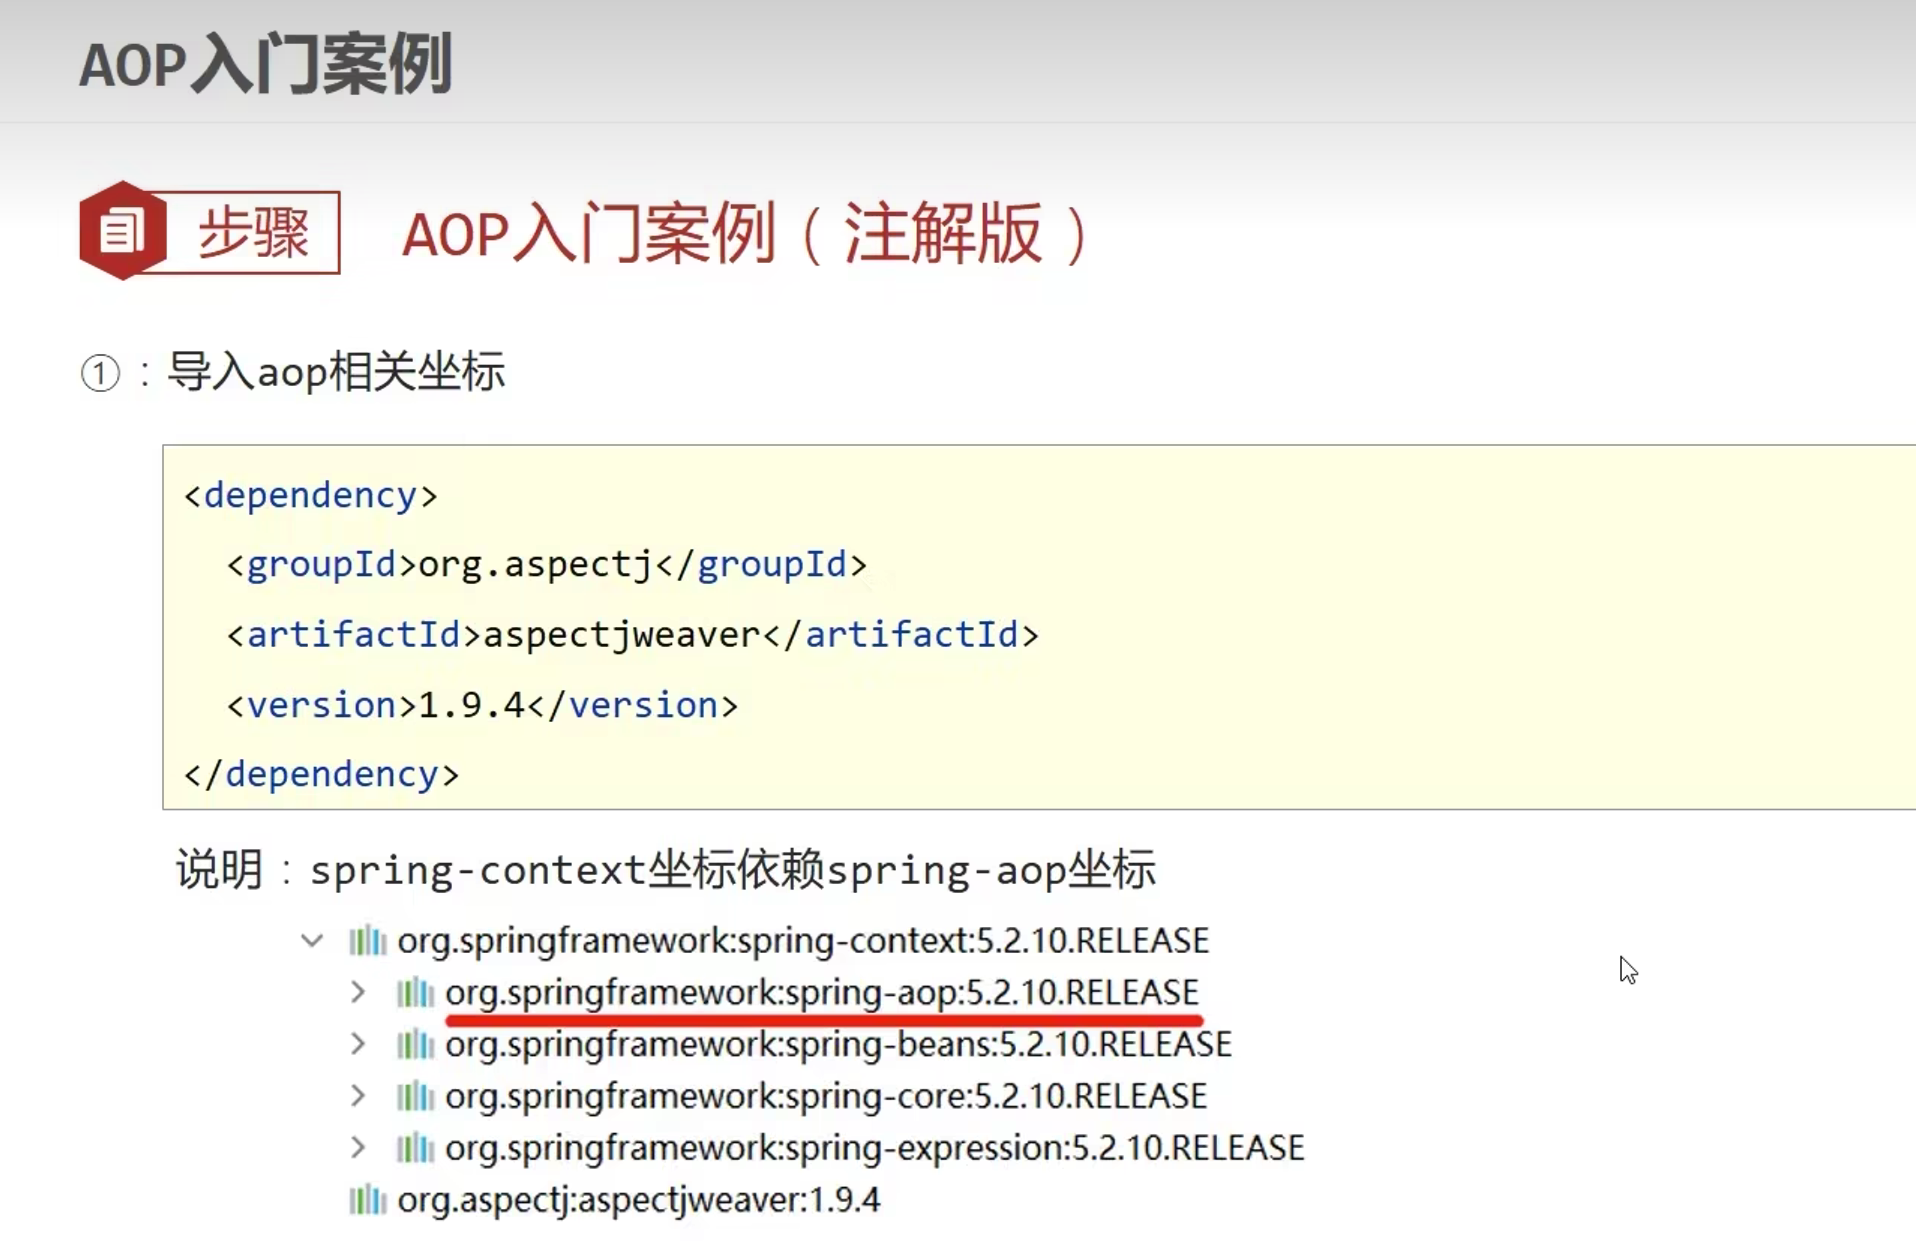 AOP入门案例
步骤 AOP入门案例（注解版）
①：导入aop相关坐标
<dependency>
<groupId>org.aspectj</groupId>
<artifactId>aspectjweaver</artifactId>
<version>1.9.4</version>
</dependency>
说明：spring-context坐标依赖spring-aop坐标
org.springframework:spring-context:5.2.10.RELEASE
org.springframework:spring-aop:5.2.10.RELEASE
org.springframework:spring-beans:5.2.10.RELEASE
org.springframework:spring-core:5.2.10.RELEASE
org.springframework:spring-expression:5.2.10.RELEASE
org.aspectj:aspectjweaver:1.9.4